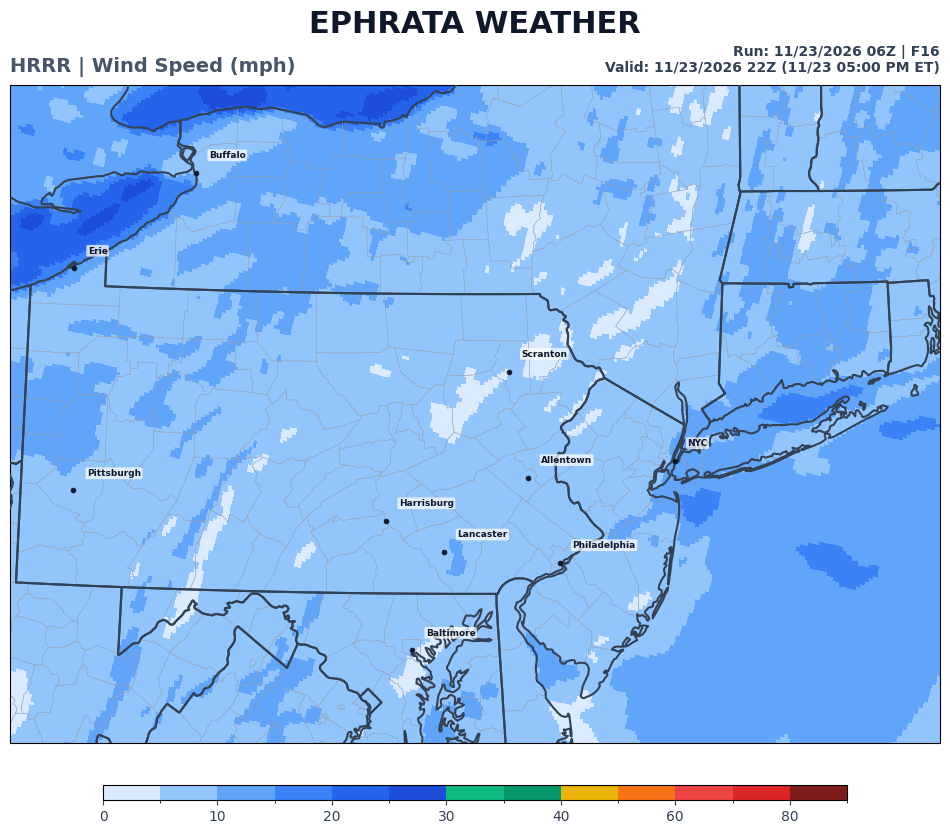 EPHRATA WEATHER
HRRR | Wind Speed (mph)
Run: 11/23/2026 06Z | F16
Valid: 11/23/2026 22Z (11/23 05:00 PM ET)
Buffalo
Erie
Scranton
NYC
Allentown
Pittsburgh
Harrisburg
Lancaster
Philadelphia
Baltimore
0 10 20 30 40 60 80